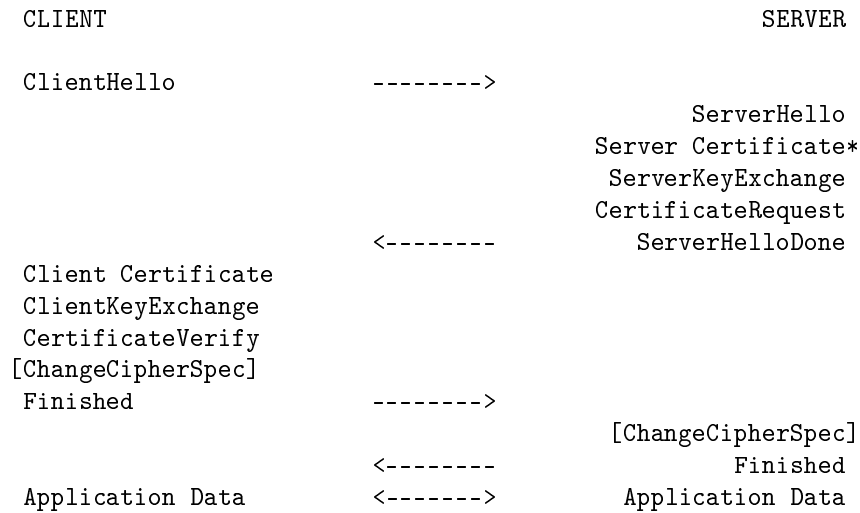 CLIENT SERVER
ClientHello -------->
ServerHello
Server Certificate*
ServerKeyExchange
CertificateRequest
<-------- ServerHelloDone
Client Certificate
ClientKeyExchange
CertificateVerify
[ChangeCipherSpec]
Finished -------->
[ChangeCipherSpec]
<-------- Finished
Application Data <-------> Application Data